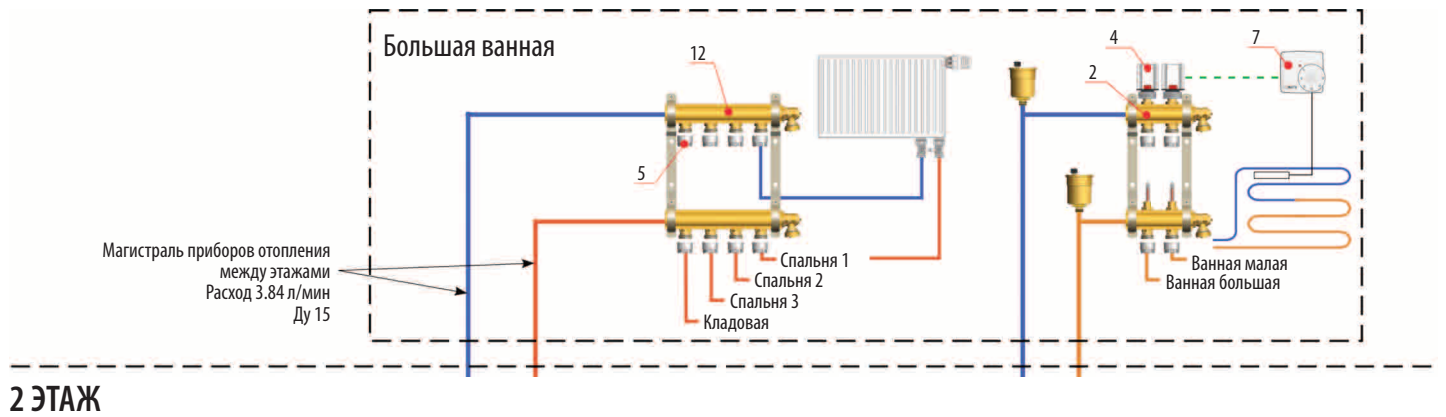 Большая ванная
12
4
7
2
5
Магистраль приборов отопления
между этажами
Расход 3.84 л/мин
Ду 15
Спальня 1
Спальня 2
Спальня 3
Кладовая
Ванная малая
Ванная большая
2 ЭТАЖ